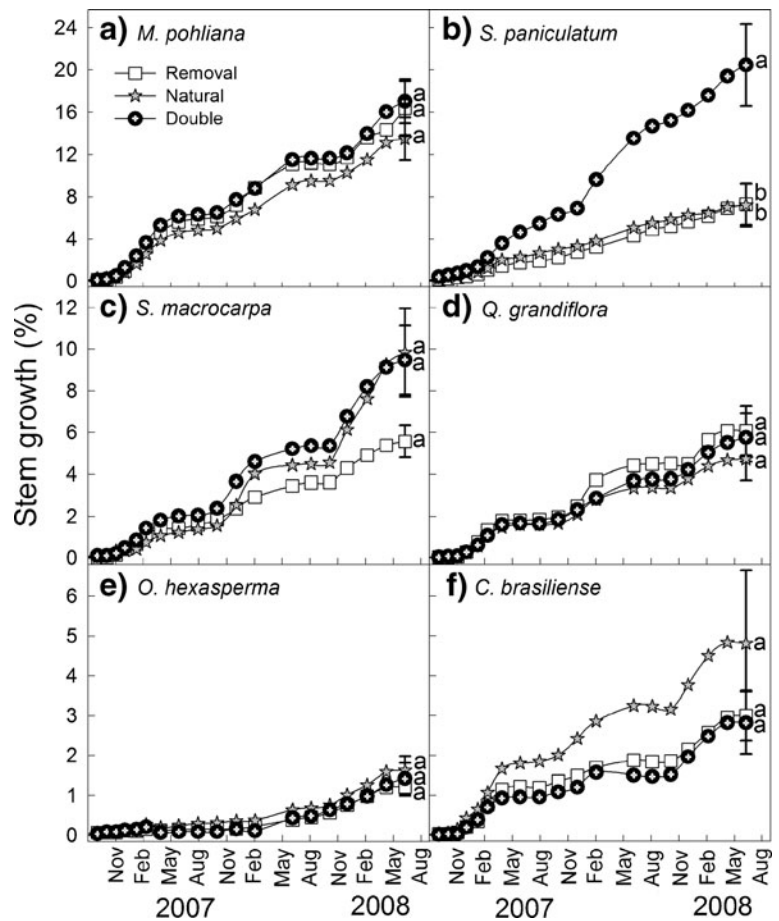 Stem growth (%)
a) M. pohliana
Removal
Natural
Double
24
20
16
12
8
4
0
a
a
a
b) S. paniculatum
a
b
b
c) S. macrocarpa
12
10
8
6
4
2
0
a
a
a
d) Q. grandiflora
a
a
a
e) O. hexasperma
6
5
4
3
2
1
0
a
a
a
f) C. brasiliense
a
a
a
Nov Feb May Aug Nov Feb May Aug Nov Feb May Aug
2007 2008
Nov Feb May Aug Nov Feb May Aug Nov Feb May Aug
2007 2008